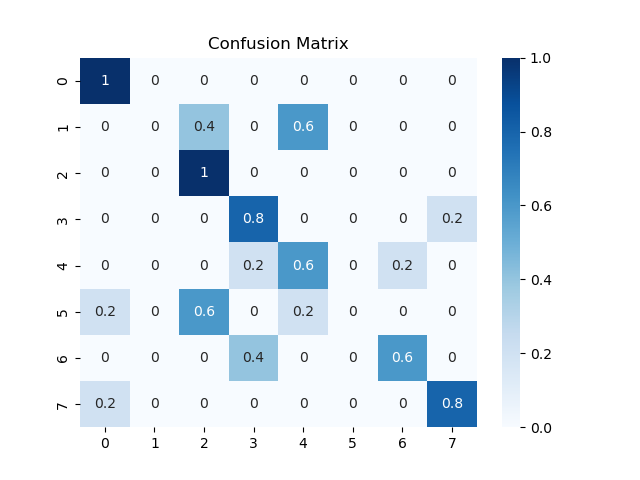 Confusion Matrix
0 1 0 0 0 0 0 0 0
1 0 0 0.4 0 0.6 0 0 0
2 0 0 1 0 0 0 0 0
3 0 0 0 0.8 0 0 0 0.2
4 0 0 0 0.2 0.6 0 0.2 0
5 0.2 0 0.6 0 0.2 0 0 0
6 0 0 0 0.4 0 0 0.6 0
7 0.2 0 0 0 0 0 0 0.8
0 1 2 3 4 5 6 7
1.0
0.8
0.6
0.4
0.2
0.0